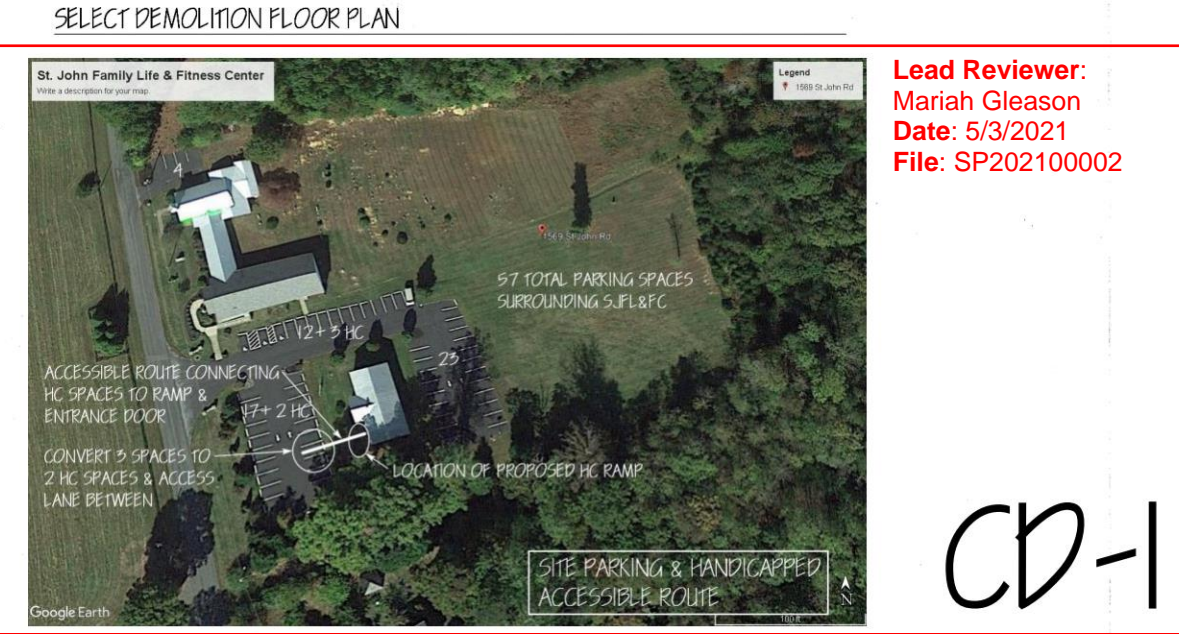 SELECT DEMOLITION FLOOR PLAN
St. John Family Life & Fitness Center
Write a description for your map.
Legend
1569 St John Rd
Lead Reviewer:
Mariah Gleason
Date: 5/3/2021
File: SP202100002
4
1569 St John Rd
57 TOTAL PARKING SPACES
SURROUNDING SJFL&FC
12+ 3 HC
23
ACCESSIBLE ROUTE CONNECTING
HC SPACES TO RAMP &
ENTRANCE DOOR
17+ 2 HC
CONVERT 3 SPACES TO
2 HC SPACES & ACCESS
LANE BETWEEN
LOCATION OF PROPOSED HC RAMP
SITE PARKING & HANDICAPPED
ACCESSIBLE ROUTE
N
100 ft
Google Earth
CD-1